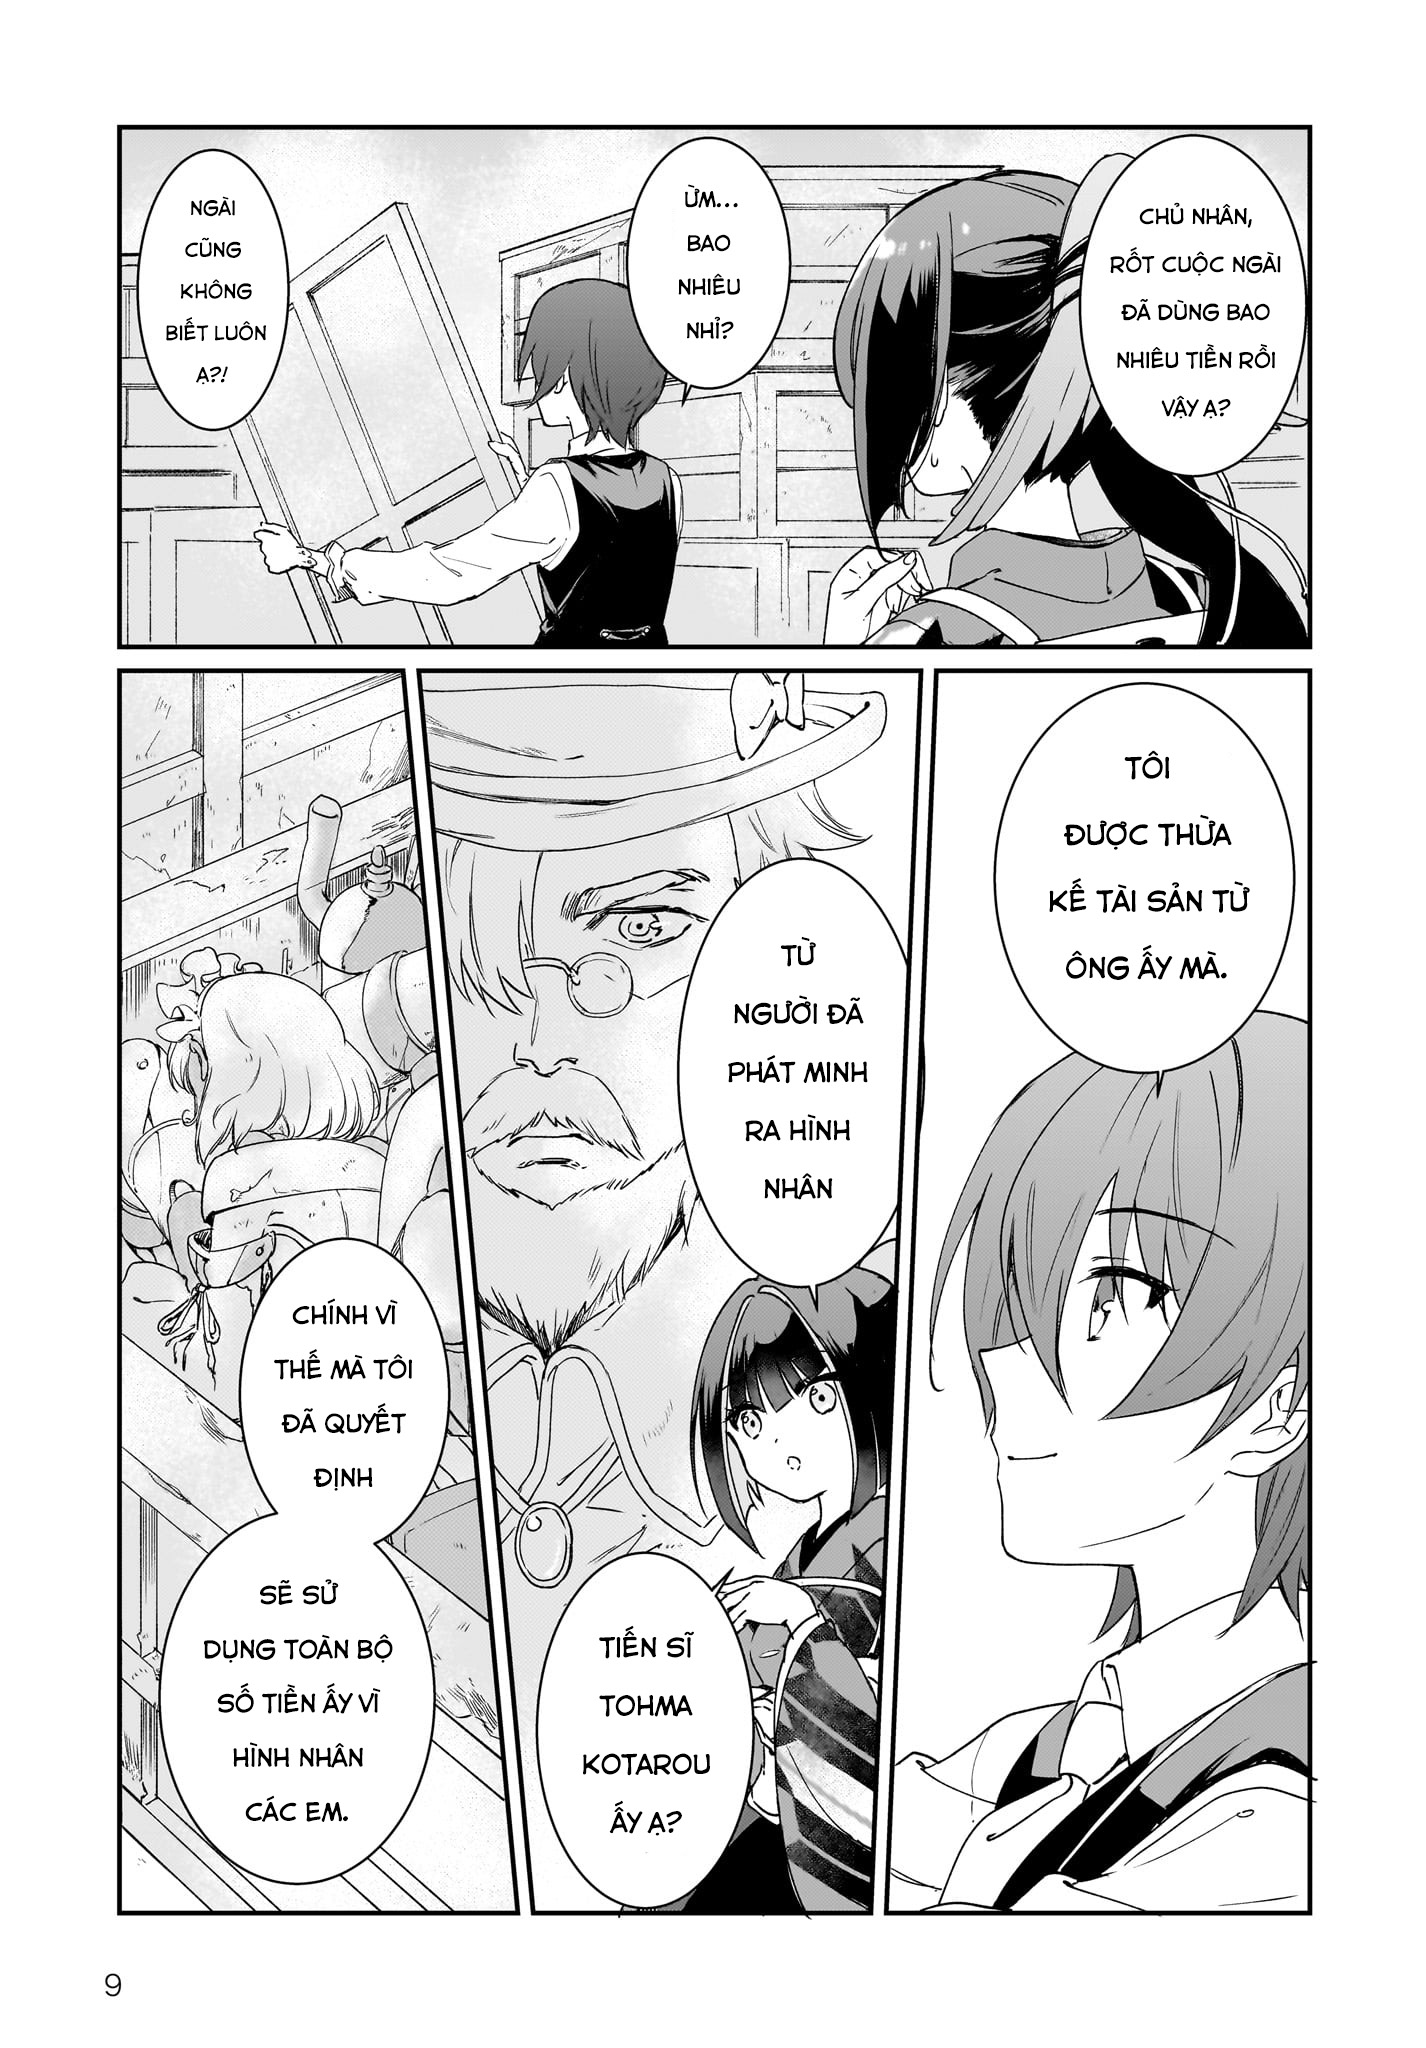 CHỦ NHÂN,
RỐT CUỘC NGÀI
ĐÃ DÙNG BAO
NHIÊU TIỀN RỒI
VẬY Ạ?
ỪM...
BAO
NHIÊU
NHỈ?
NGÀI
CŨNG
KHÔNG
BIẾT LUÔN
Ạ?!
TÔI
ĐƯỢC THỪA
KẾ TÀI SẢN TỪ
ÔNG ẤY MÀ.
TỪ
NGƯỜI ĐÃ
PHÁT MINH
RA HÌNH
NHÂN
TIẾN SĨ
TOHMA
KOTAROU
ẤY Ạ?
CHÍNH VÌ
THẾ MÀ TÔI
ĐÃ QUYẾT
ĐỊNH
SẼ SỬ
DỤNG TOÀN BỘ
SỐ TIỀN ẤY VÌ
HÌNH NHÂN
CÁC EM.
9